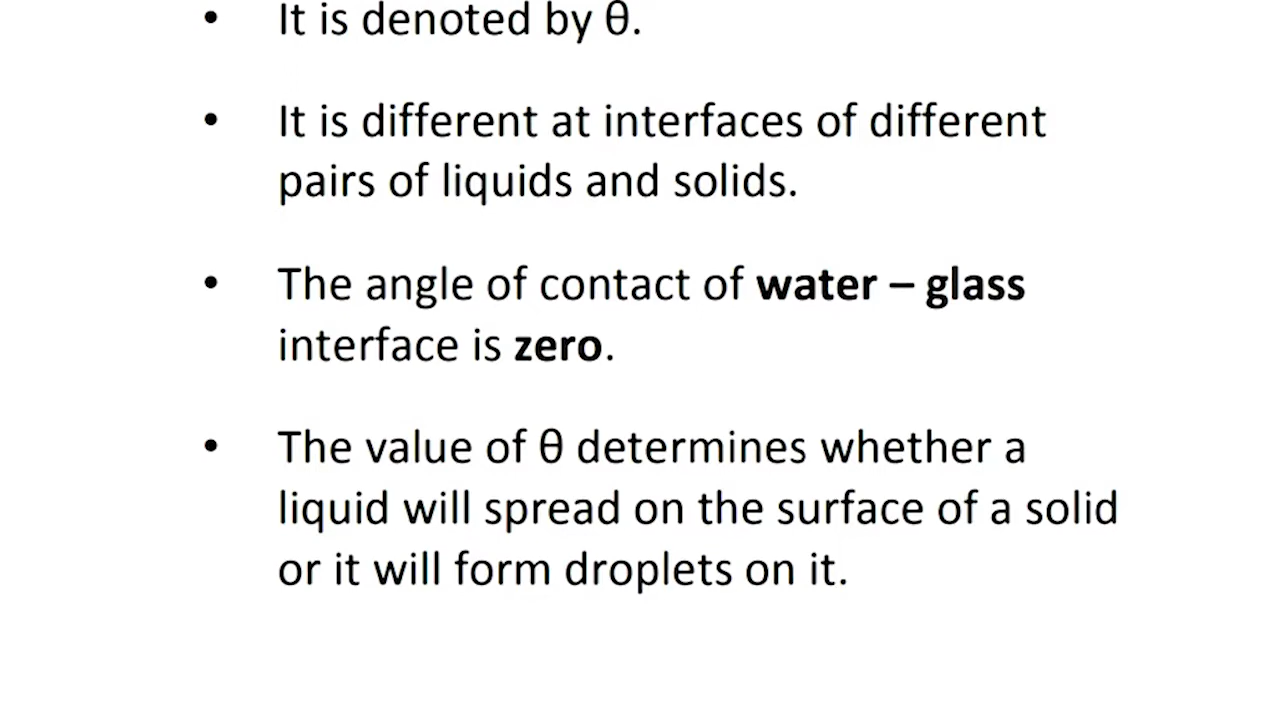 • It is denoted by θ.
• It is different at interfaces of different
pairs of liquids and solids.
• The angle of contact of water – glass
interface is zero.
• The value of θ determines whether a
liquid will spread on the surface of a solid
or it will form droplets on it.